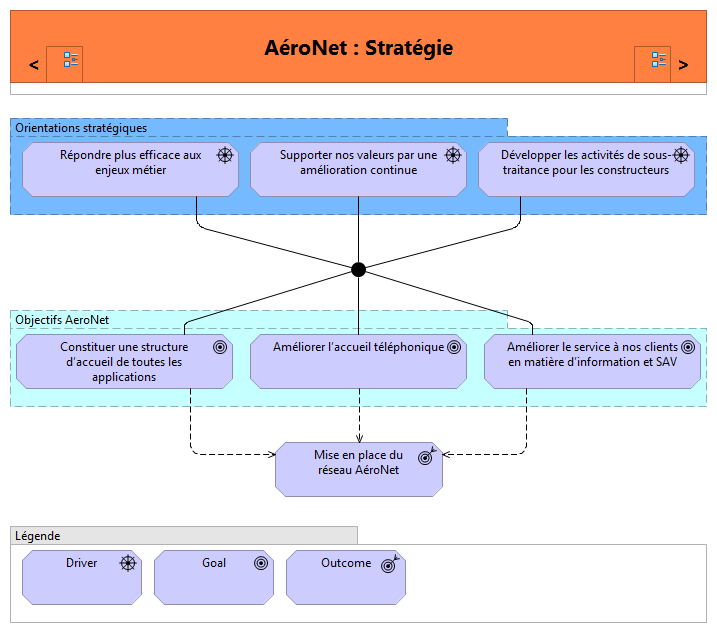 AéroNet : Stratégie
< >
Orientations stratégiques
Répondre plus efficace aux
enjeux métier
Supporter nos valeurs par une
amélioration continue
Développer les activités de sous-
traitance pour les constructeurs
Objectifs AeroNet
Constituer une structure
d'accueil de toutes les
applications
Améliorer l'accueil téléphonique
Améliorer le service à nos clients
en matière d'information et SAV
Mise en place du
réseau AéroNet
Légende
Driver
Goal
Outcome